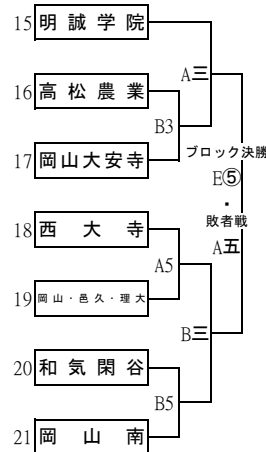 15 明誠学院
A三
16 高松農業
B3
17 岡山大安寺
ブロック決勝
E⑤
・
敗者戦
A五
18 西大寺
A5
19 岡山・邑久・理大
B三
20 和気閑谷
B5
21 岡山南